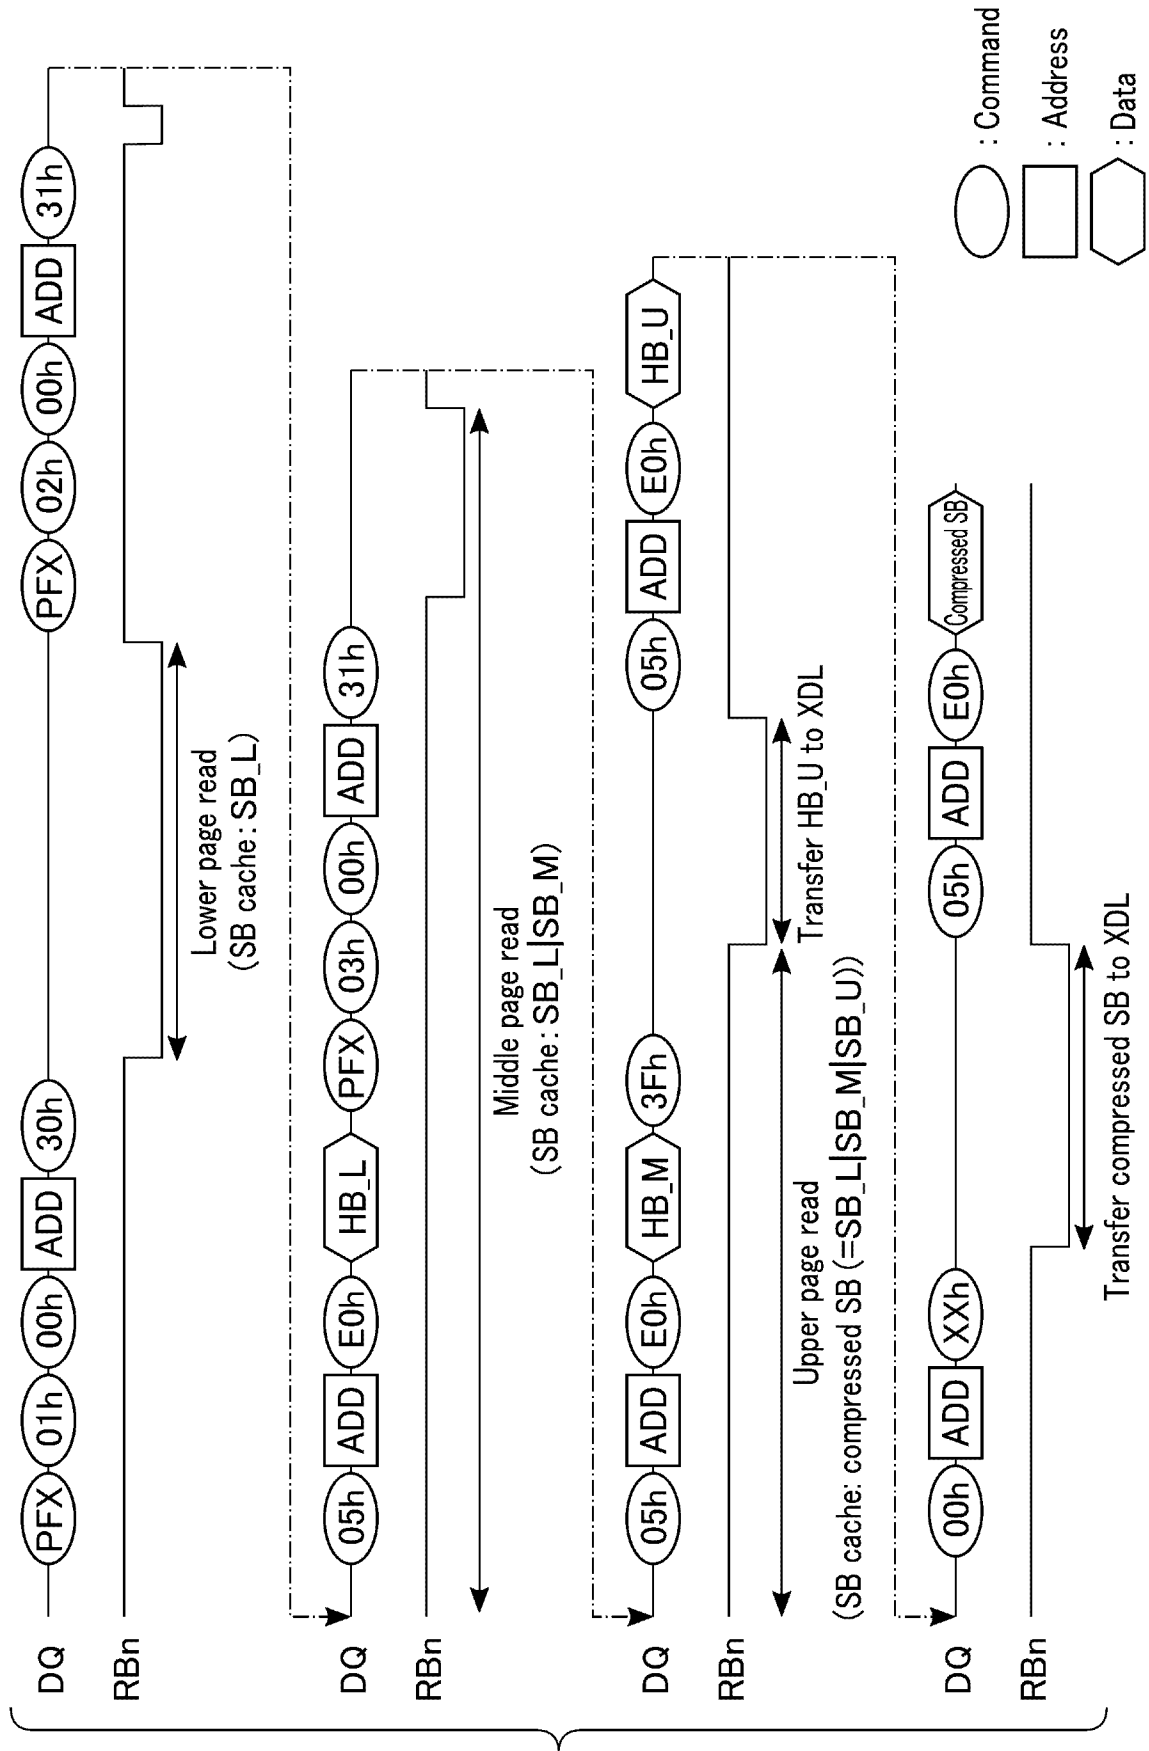 DQ PFX 01h 00h ADD 30h PFX 02h 00h ADD 31h
RBn
Lower page read
(SB cache: SB_L)
DQ 05h ADD E0h HB_L PFX 03h 00h ADD 31h
RBn
Middle page read
(SB cache: SB_L|SB_M)
DQ 05h ADD E0h HB_M 3Fh 05h ADD E0h HB_U
RBn
Upper page read
(SB cache: compressed SB (=SB_L|SB_M|SB_U))
Transfer HB_U to XDL
DQ 00h ADD XXh 05h ADD E0h Compressed SB
RBn
Transfer compressed SB to XDL
: Command
: Address
: Data